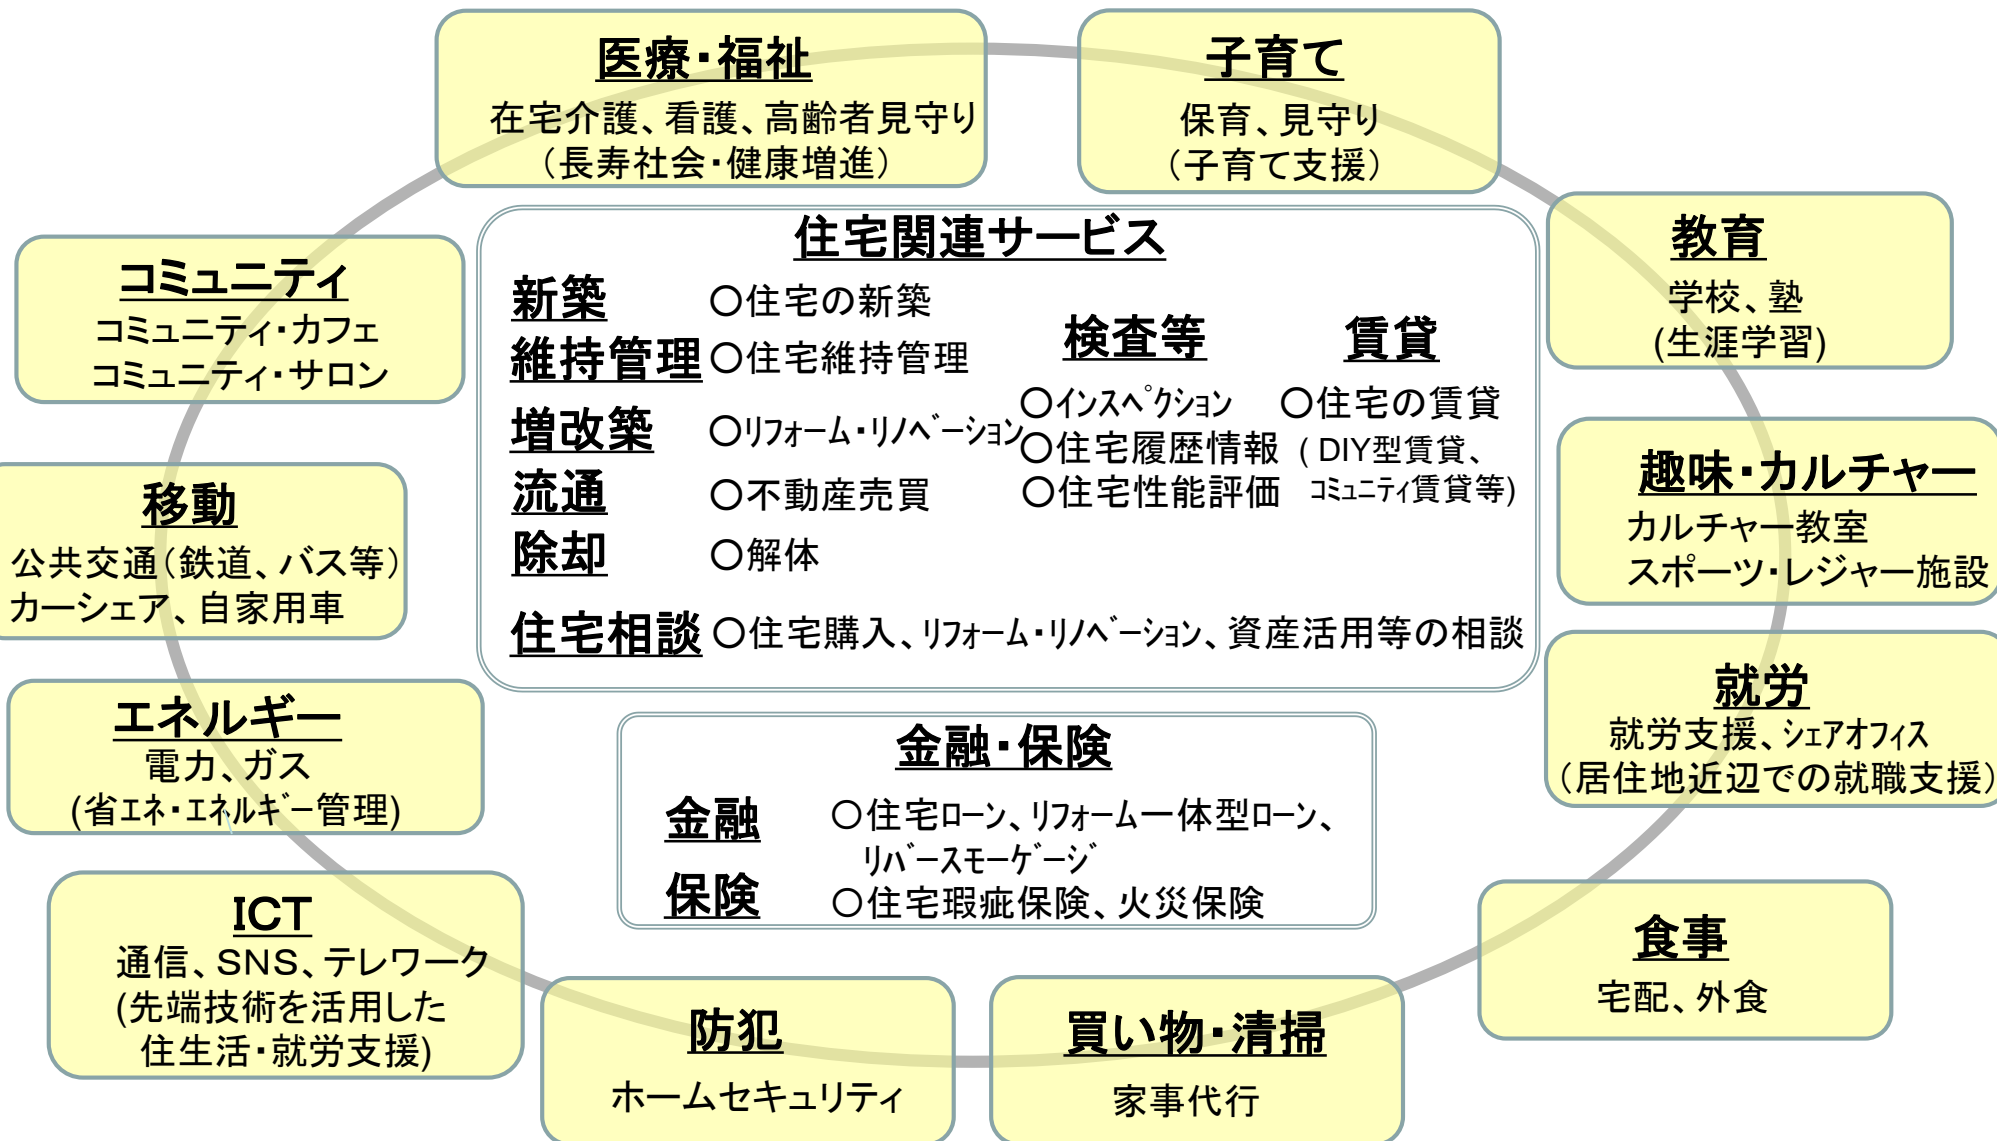 医療・福祉
在宅介護、看護、高齢者見守り
（長寿社会・健康増進）
子育て
保育、見守り
（子育て支援）
コミュニティ
コミュニティ・カフェ
コミュニティ・サロン
住宅関連サービス
新築 ○住宅の新築
維持管理 ○住宅維持管理
増改築 ○ﾘﾌｫｰﾑ・ﾘﾉﾍﾞｰｼｮﾝ
流通 ○不動産売買
除却 ○解体
検査等
○ｲﾝｽﾍﾟｸｼｮﾝ
○住宅履歴情報
○住宅性能評価
賃貸
○住宅の賃貸
( DIY型賃貸、
ｺﾐｭﾆﾃｨ賃貸等)
住宅相談 ○住宅購入、ﾘﾌｫｰﾑ・ﾘﾉﾍﾞｰｼｮﾝ、資産活用等の相談
教育
学校、塾
(生涯学習)
移動
公共交通(鉄道、バス等)
カーシェア、自家用車
趣味・カルチャー
カルチャー教室
スポーツ・レジャー施設
エネルギー
電力、ガス
(省ｴﾈ・ｴﾈﾙｷﾞｰ管理)
金融・保険
金融 ○住宅ﾛｰﾝ、ﾘﾌｫｰﾑ一体型ﾛｰﾝ、
ﾘﾊﾞｰｽﾓｰｹﾞｰｼﾞ
保険 ○住宅瑕疵保険、火災保険
就労
就労支援、ｼｪｱｵﾌｨｽ
(居住地近辺での就職支援)
ICT
通信、SNS、テレワーク
(先端技術を活用した
住生活・就労支援)
防犯
ホームセキュリティ
買い物・清掃
家事代行
食事
宅配、外食